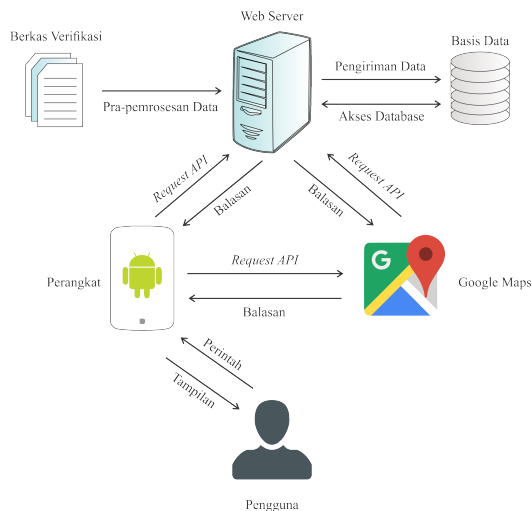 Web Server
Berkas Verifikasi
Basis Data
Pengiriman Data
Pra-pemrosesan Data
Akses Database
Request API
Balasan
Balasan
Request API
Perangkat
Request API
G
Google Maps
Balasan
Perintah
Tampilan
Pengguna